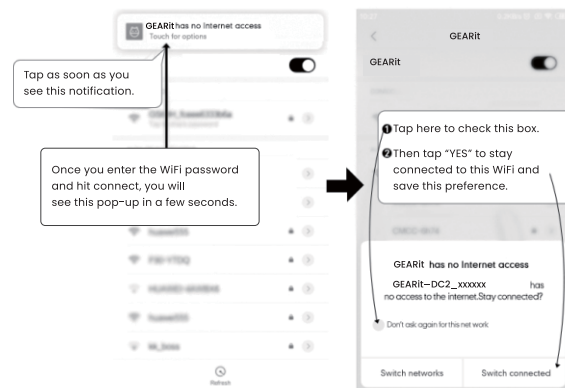 GEARit has no Internet access
Touch for options
Tap as soon as you
see this notification.
Once you enter the WiFi password
and hit connect, you will
see this pop-up in a few seconds.
Refresh
GEARit
GEARit
❶Tap here to check this box.
❷Then tap “YES” to stay
connected to this WiFi and
save this preference.
GEARit has no Internet access
GEARit–DC2_xxxxxx has
no access to the internet.Stay connected?
Don't ask again for this net work
Switch networks
Switch connected